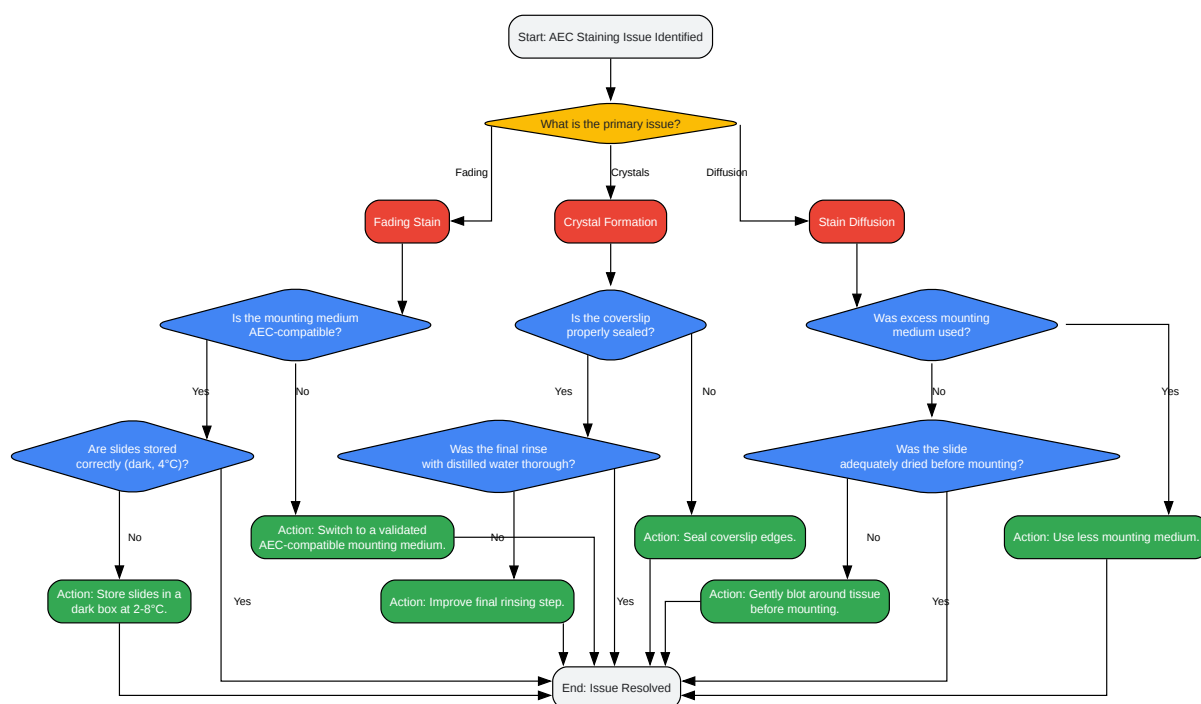 Start: AEC Staining Issue Identified
What is the primary issue?
Fading
Crystals
Diffusion
Fading Stain
Crystal Formation
Stain Diffusion
Is the mounting medium
AEC-compatible?
Is the coverslip
properly sealed?
Was excess mounting
medium used?
Yes
No
Yes
No
No
Yes
Are slides stored
correctly (dark, 4°C)?
Was the final rinse
with distilled water thorough?
Was the slide
adequately dried before mounting?
Action: Switch to a validated
AEC-compatible mounting medium.
Action: Seal coverslip edges.
Action: Use less mounting medium.
No
No
No
Action: Store slides in a
dark box at 2-8°C.
Yes
Action: Improve final rinsing step.
Yes
Action: Gently blot around tissue
before mounting.
Yes
End: Issue Resolved